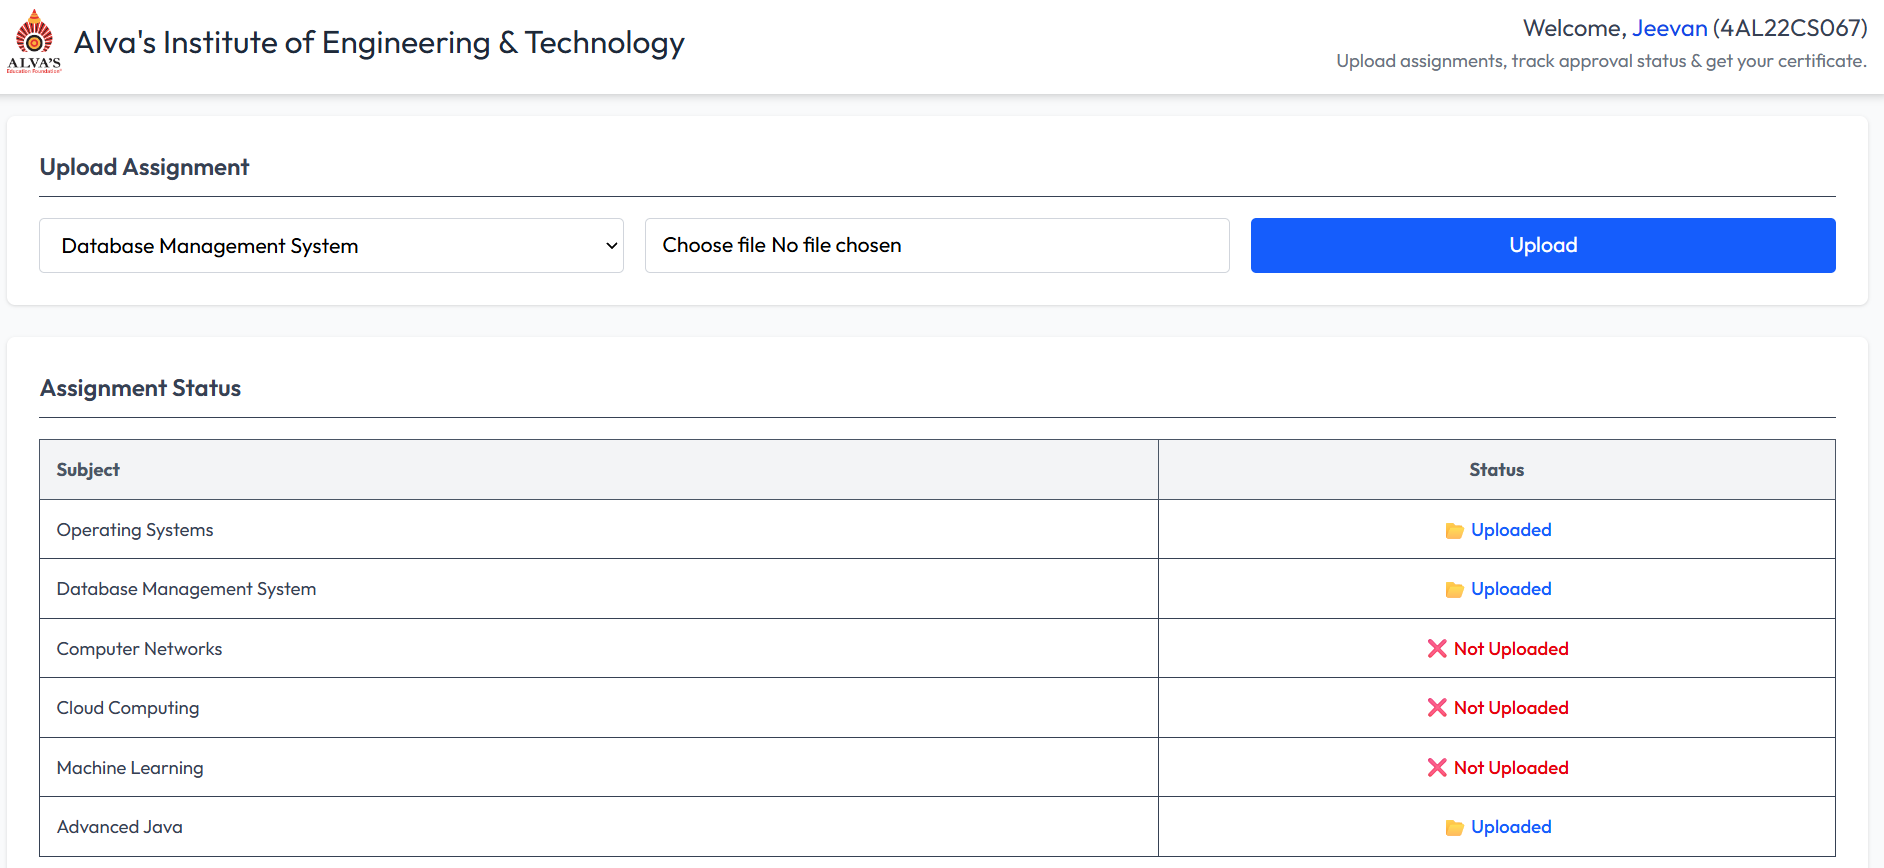 ALVA'S
Education Foundation
Alva's Institute of Engineering & Technology
Welcome, Jeevan (4AL22CS067)
Upload assignments, track approval status & get your certificate.
Upload Assignment
Database Management System
Choose file No file chosen
Upload
Assignment Status
Subject Status
Operating Systems Uploaded
Database Management System Uploaded
Computer Networks Not Uploaded
Cloud Computing Not Uploaded
Machine Learning Not Uploaded
Advanced Java Uploaded